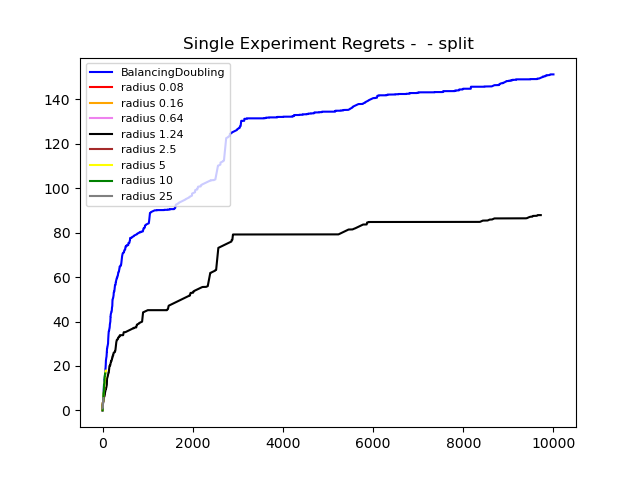 Single Experiment Regrets -  - split
BalancingDoubling
radius 0.08
radius 0.16
radius 0.64
radius 1.24
radius 2.5
radius 5
radius 10
radius 25
140
120
100
80
60
40
20
0
0 2000 4000 6000 8000 10000